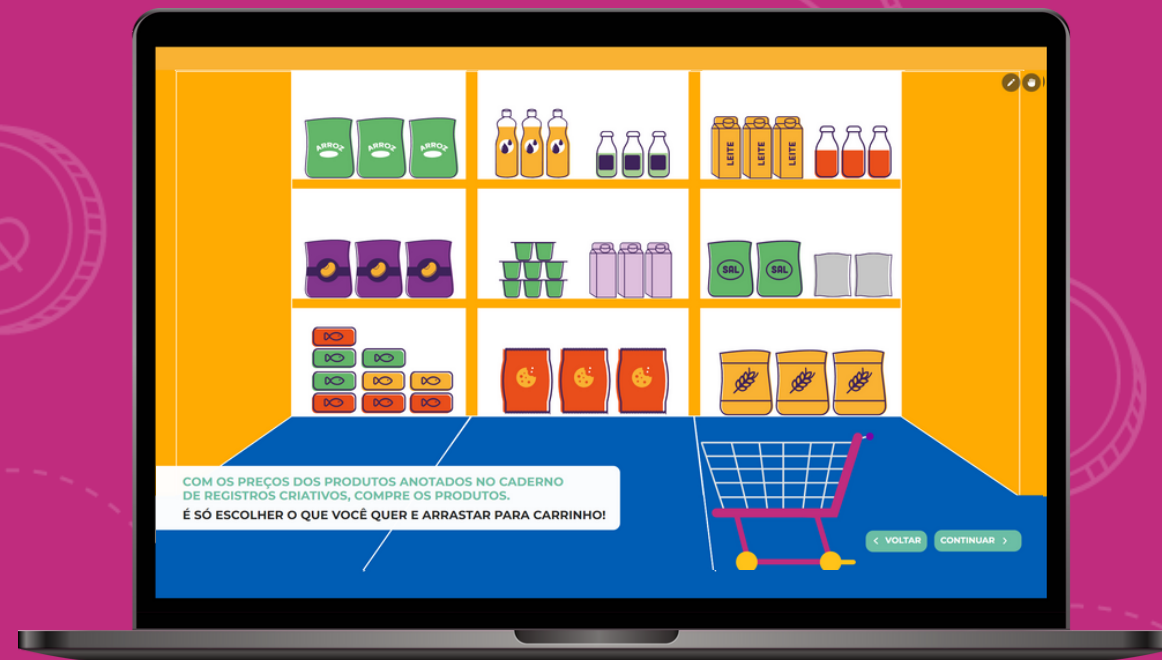 ARROZ ARROZ ARROZ
LEITE LEITE LEITE
SAL SAL
COM OS PREÇOS DOS PRODUTOS ANOTADOS NO CADERNO
DE REGISTROS CRIATIVOS, COMPRE OS PRODUTOS.
É SÓ ESCOLHER O QUE VOCÊ QUER E ARRASTAR PARA CARRINHO!
< VOLTAR CONTINUAR >